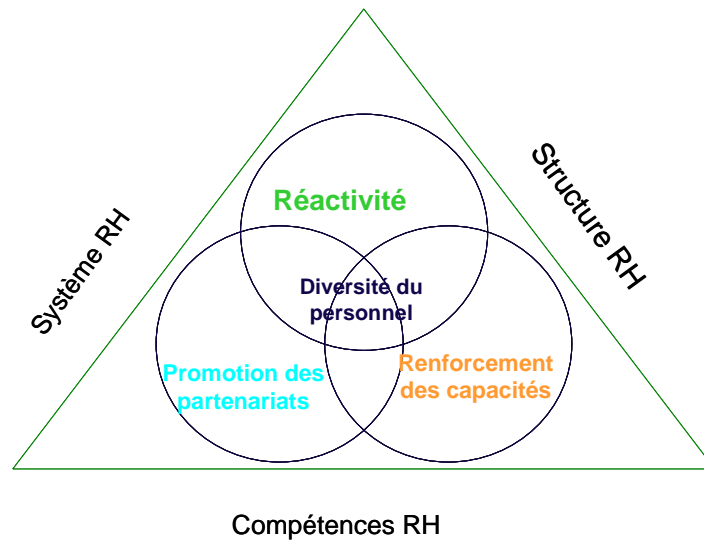 Réactivité
Système RH
Structure RH
Diversité du
personnel
Promotion des
partenariats
Renforcement
des capacités
Compétences RH